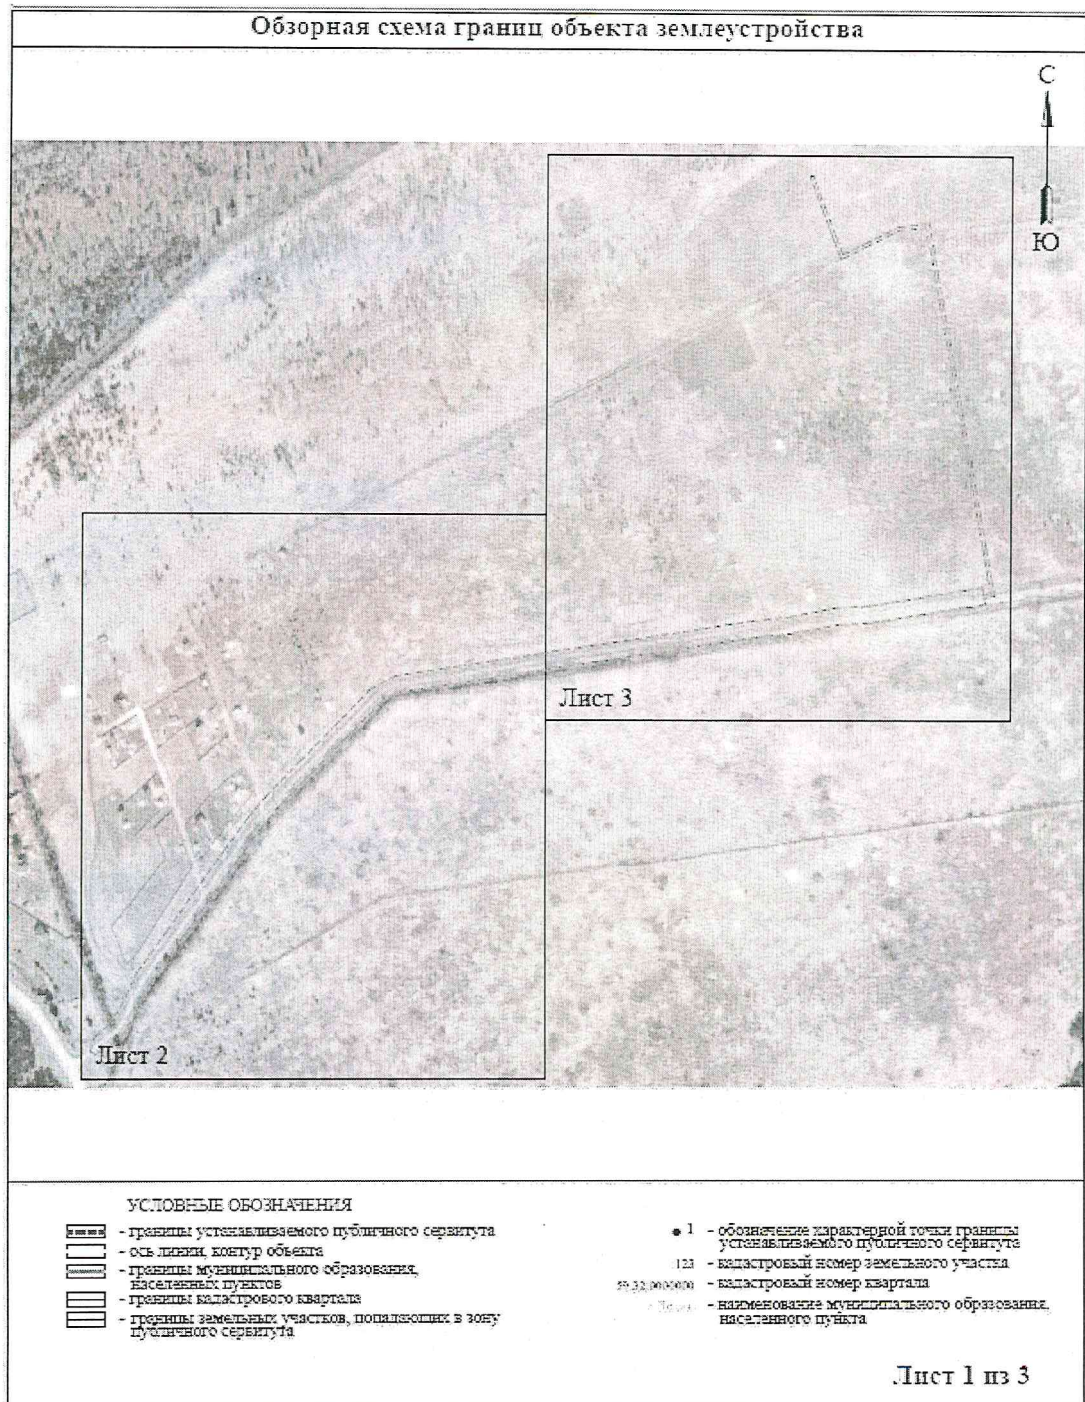 Обзорная схема границ объекта землеустройства
С
Ю
Лист 3
Лист 2
УСЛОВНЫЕ ОБОЗНАЧЕНИЯ
- границы устанавливаемого публичного сервитута
- ось линии, контур объекта
- границы муниципального образования,
населенных пунктов
- границы кадастрового квартала
- границы земельных участков, попадающих в зону
публичного сервитута
1 - обозначение характерной точки границы
устанавливаемого публичного сервитута
:123 - кадастровый номер земельного участка
59:32:0000000 - кадастровый номер квартала
- наименование муниципального образования,
населенного пункта
Лист 1 из 3